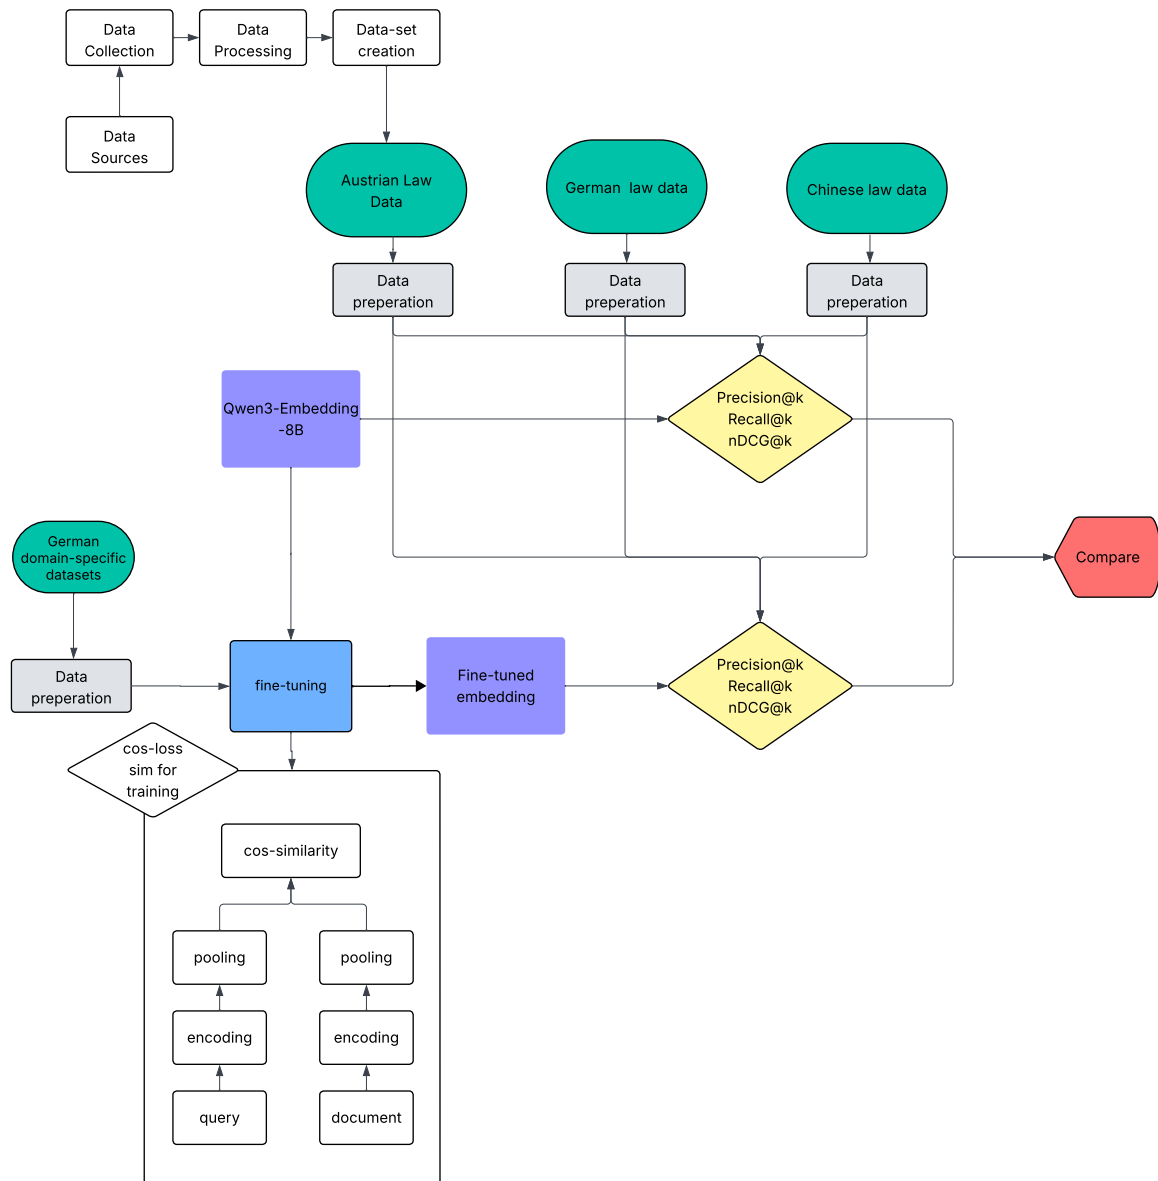 Data
Collection
Data
Processing
Data-set
creation
Data
Sources
Austrian Law
Data
German  law data
Chinese law data
Data
preperation
Data
preperation
Data
preperation
Qwen3-Embedding
-8B
Precision@k
Recall@k
nDCG@k
German
domain-specific
datasets
Compare
Data
preperation
fine-tuning
Fine-tuned
embedding
Precision@k
Recall@k
nDCG@k
cos-loss
sim for
training
cos-similarity
pooling
pooling
encoding
encoding
query
document